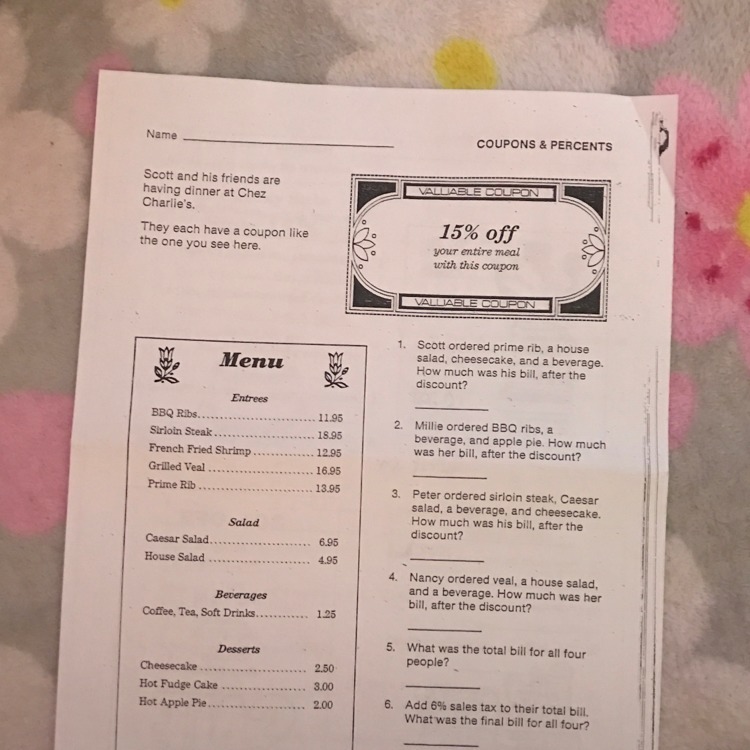 Name
COUPONS & PERCENTS
Scott and his friends are
having dinner at Chez
Charlie's.
They each have a coupon like
the one you see here.
VALUABLE COUPON
15% off
your entire meal
with this coupon
VALUABLE COUPON
Menu
Entrees
BBQ Ribs 11.95
Sirloin Steak 18.95
French Fried Shrimp 12.95
Grilled Veal 16.95
Prime Rib 13.95
Salad
Caesar Salad 6.95
House Salad 4.95
Beverages
Coffee, Tea, Soft Drinks 1.25
Desserts
Cheesecake 2.50
Hot Fudge Cake 3.00
Hot Apple Pie 2.00
1. Scott ordered prime rib, a house
salad, cheesecake, and a beverage.
How much was his bill, after the
discount?
2. Millie ordered BBQ ribs, a
beverage, and apple pie. How much
was her bill, after the discount?
3. Peter ordered sirloin steak, Caesar
salad, a beverage, and cheesecake.
How much was his bill, after the
discount?
4. Nancy ordered veal, a house salad,
and a beverage. How much was her
bill, after the discount?
5. What was the total bill for all four
people?
6. Add 6% sales tax to their total bill.
What was the final bill for all four?